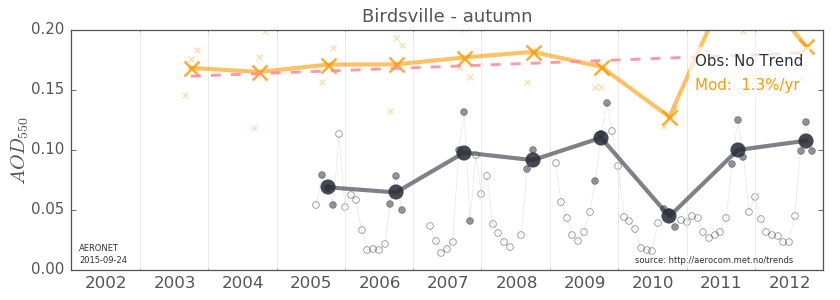 Birdsville - autumn
0.20
0.15
0.10
0.05
0.00
AOD550
Obs: No Trend
Mod: 1.3%/yr
AERONET
2015-09-24
source: http://aerocom.met.no/trends
2002 2003 2004 2005 2006 2007 2008 2009 2010 2011 2012